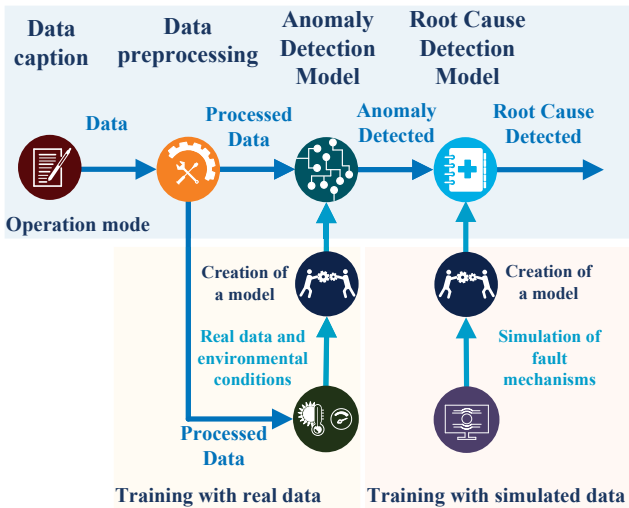 Data
caption
Data
preprocessing
Anomaly
Detection
Model
Root Cause
Detection
Model
Data
Processed
Data
Anomaly
Detected
Root Cause
Detected
Operation mode
Creation of
a model
Creation of
a model
Real data and
environmental
conditions
Simulation of
fault
mechanisms
Processed
Data
Training with real data
Training with simulated data